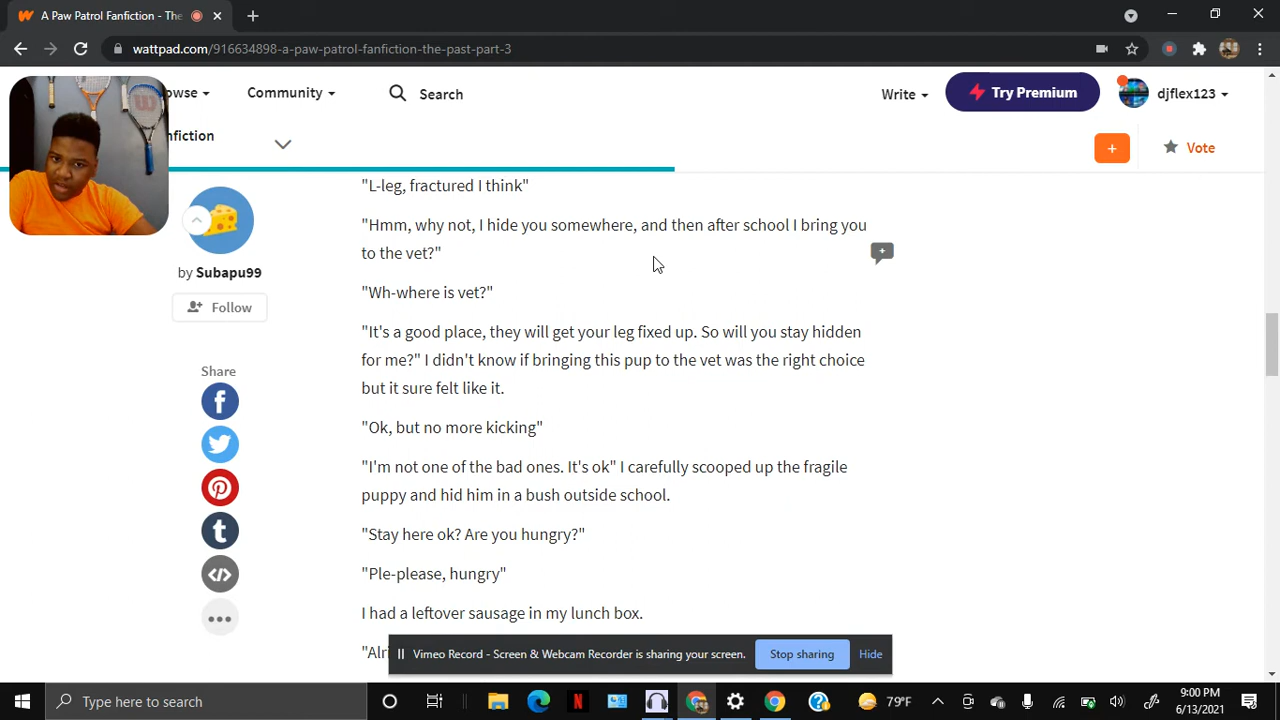 A Paw Patrol Fanfiction - The
wattpad.com/916634898-a-paw-patrol-fanfiction-the-past-part-3
owse
Community
Search
Write
Try Premium
djflex123
nfiction
+
Vote
"L-leg, fractured I think"
"Hmm, why not, I hide you somewhere, and then after school I bring you
to the vet?"
by Subapu99
"Wh-where is vet?"
Follow
"It's a good place, they will get your leg fixed up. So will you stay hidden
for me?" I didn't know if bringing this pup to the vet was the right choice
but it sure felt like it.
Share
"Ok, but no more kicking"
"I'm not one of the bad ones. It's ok" I carefully scooped up the fragile
puppy and hid him in a bush outside school.
"Stay here ok? Are you hungry?"
"Ple-please, hungry"
I had a leftover sausage in my lunch box.
"Alri
Vimeo Record - Screen & Webcam Recorder is sharing your screen.
Stop sharing
Hide
Type here to search
79°F
9:00 PM
6/13/2021